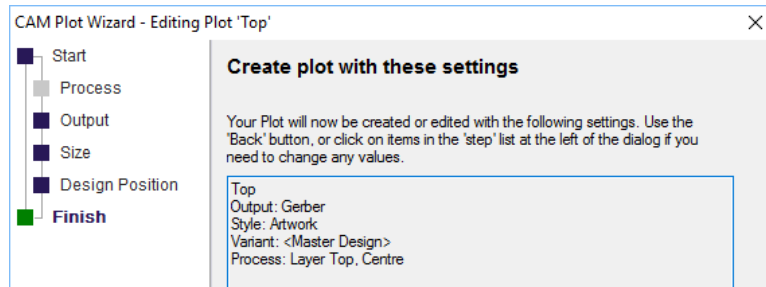 CAM Plot Wizard - Editing Plot 'Top'
Start
Process
Output
Size
Design Position
Finish
Create plot with these settings
Your Plot will now be created or edited with the following settings. Use the
'Back' button, or click on items in the 'step' list at the left of the dialog if you
need to change any values.
Top
Output: Gerber
Style: Artwork
Variant: <Master Design>
Process: Layer Top, Centre